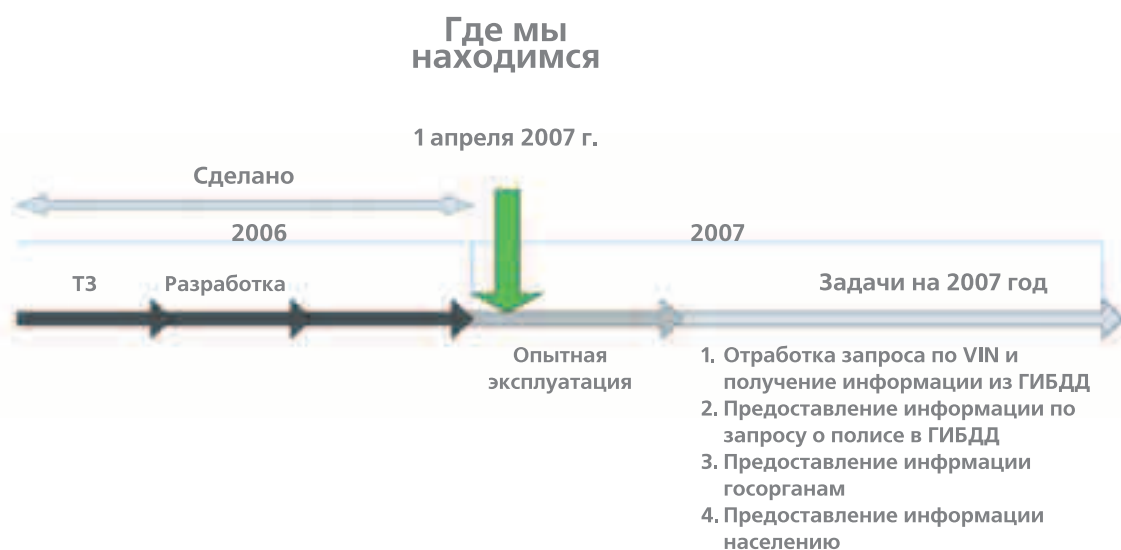 Где мы
находимся
1 апреля 2007 г.
Сделано
2006
2007
ТЗ
Разработка
Задачи на 2007 год
Опытная
эксплуатация
1. Отработка запроса по VIN и
получение информации из ГИБДД
2. Предоставление информации по
запросу о полисе в ГИБДД
3. Предоставление инфрмации
госорганам
4. Предоставление информации
населению